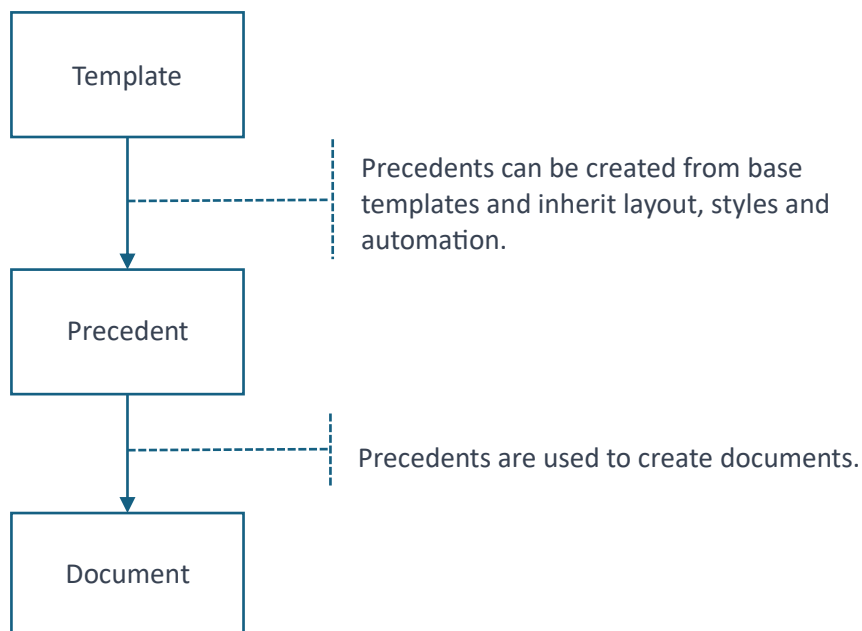 Template
Precedents can be created from base
templates and inherit layout, styles and
automation.
Precedent
Precedents are used to create documents.
Document